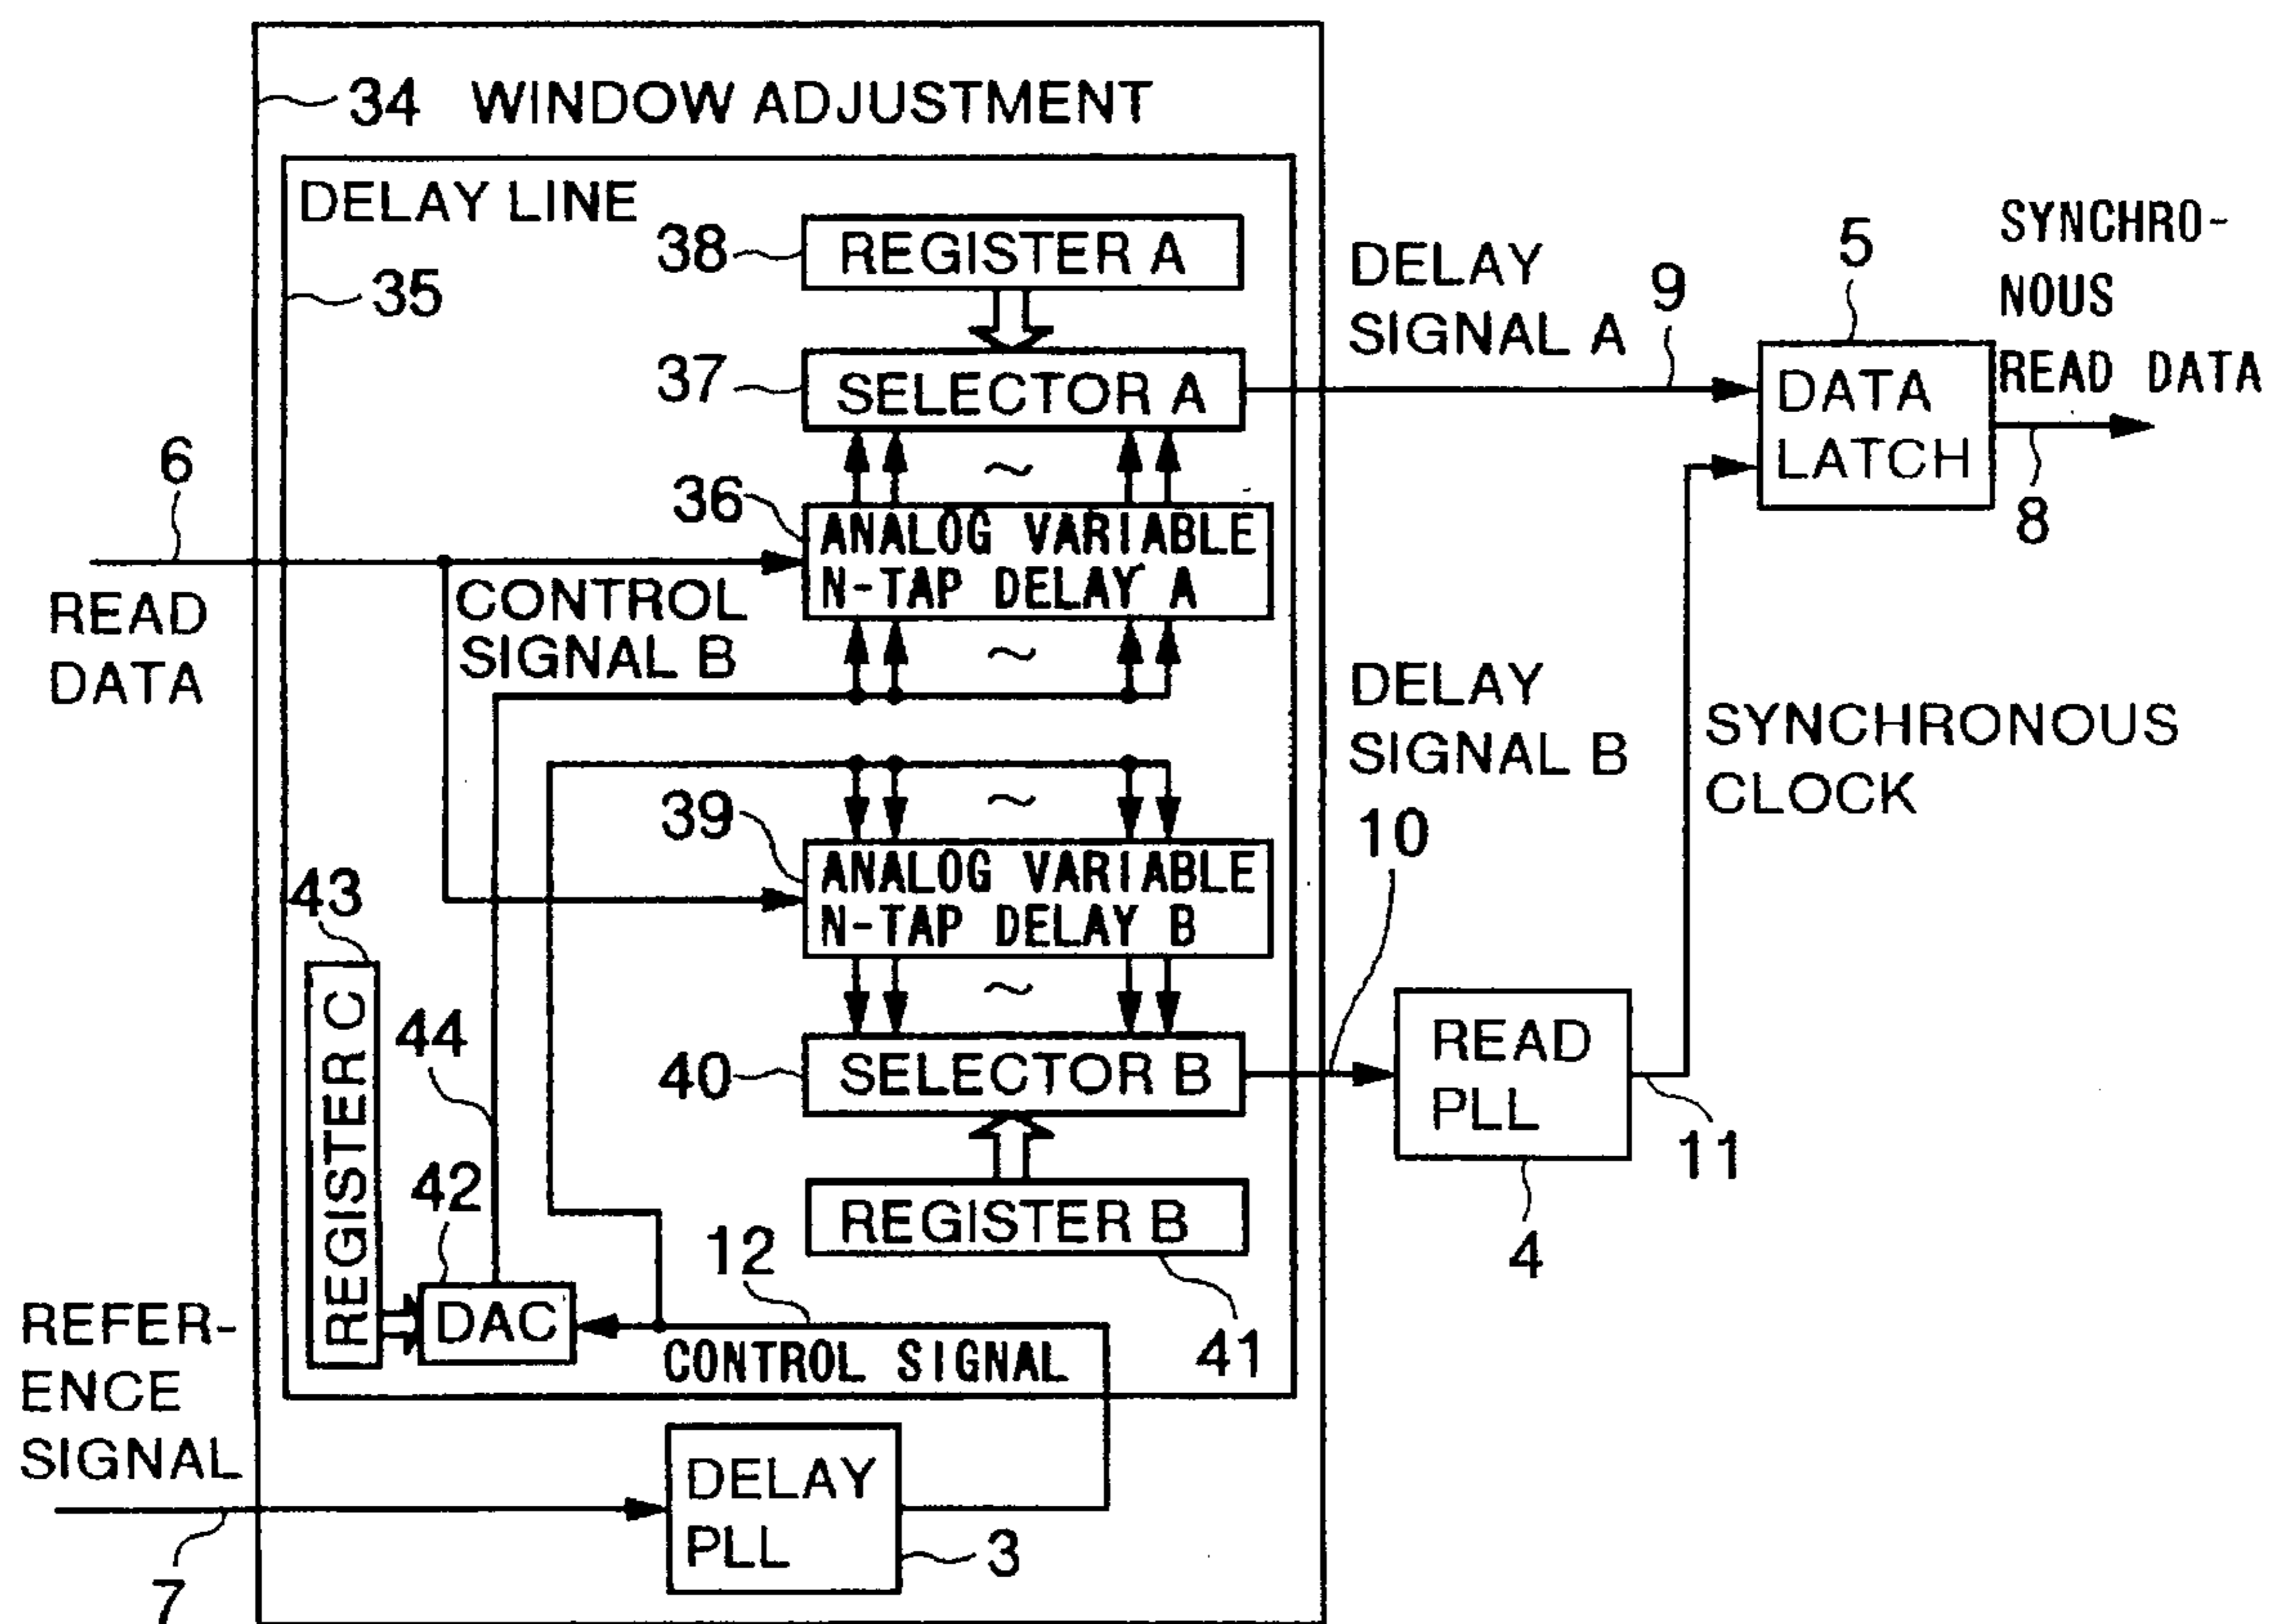 34 WINDOW ADJUSTMENT
DELAY LINE
35
38
REGISTER A
37
SELECTOR A
36
ANALOG VARIABLE
N-TAP DELAY A
6
READ
DATA
CONTROL
SIGNAL B
DELAY
SIGNAL A
9
5
DATA
LATCH
SYNCHRO-
NOUS
READ DATA
8
39
ANALOG VARIABLE
N-TAP DELAY B
DELAY
SIGNAL B
10
SYNCHRONOUS
CLOCK
43
REGISTER C
44
42
DAC
40
SELECTOR B
REGISTER B
41
READ
PLL
4
11
12
CONTROL SIGNAL
REFER-
ENCE
SIGNAL
7
DELAY
PLL
3